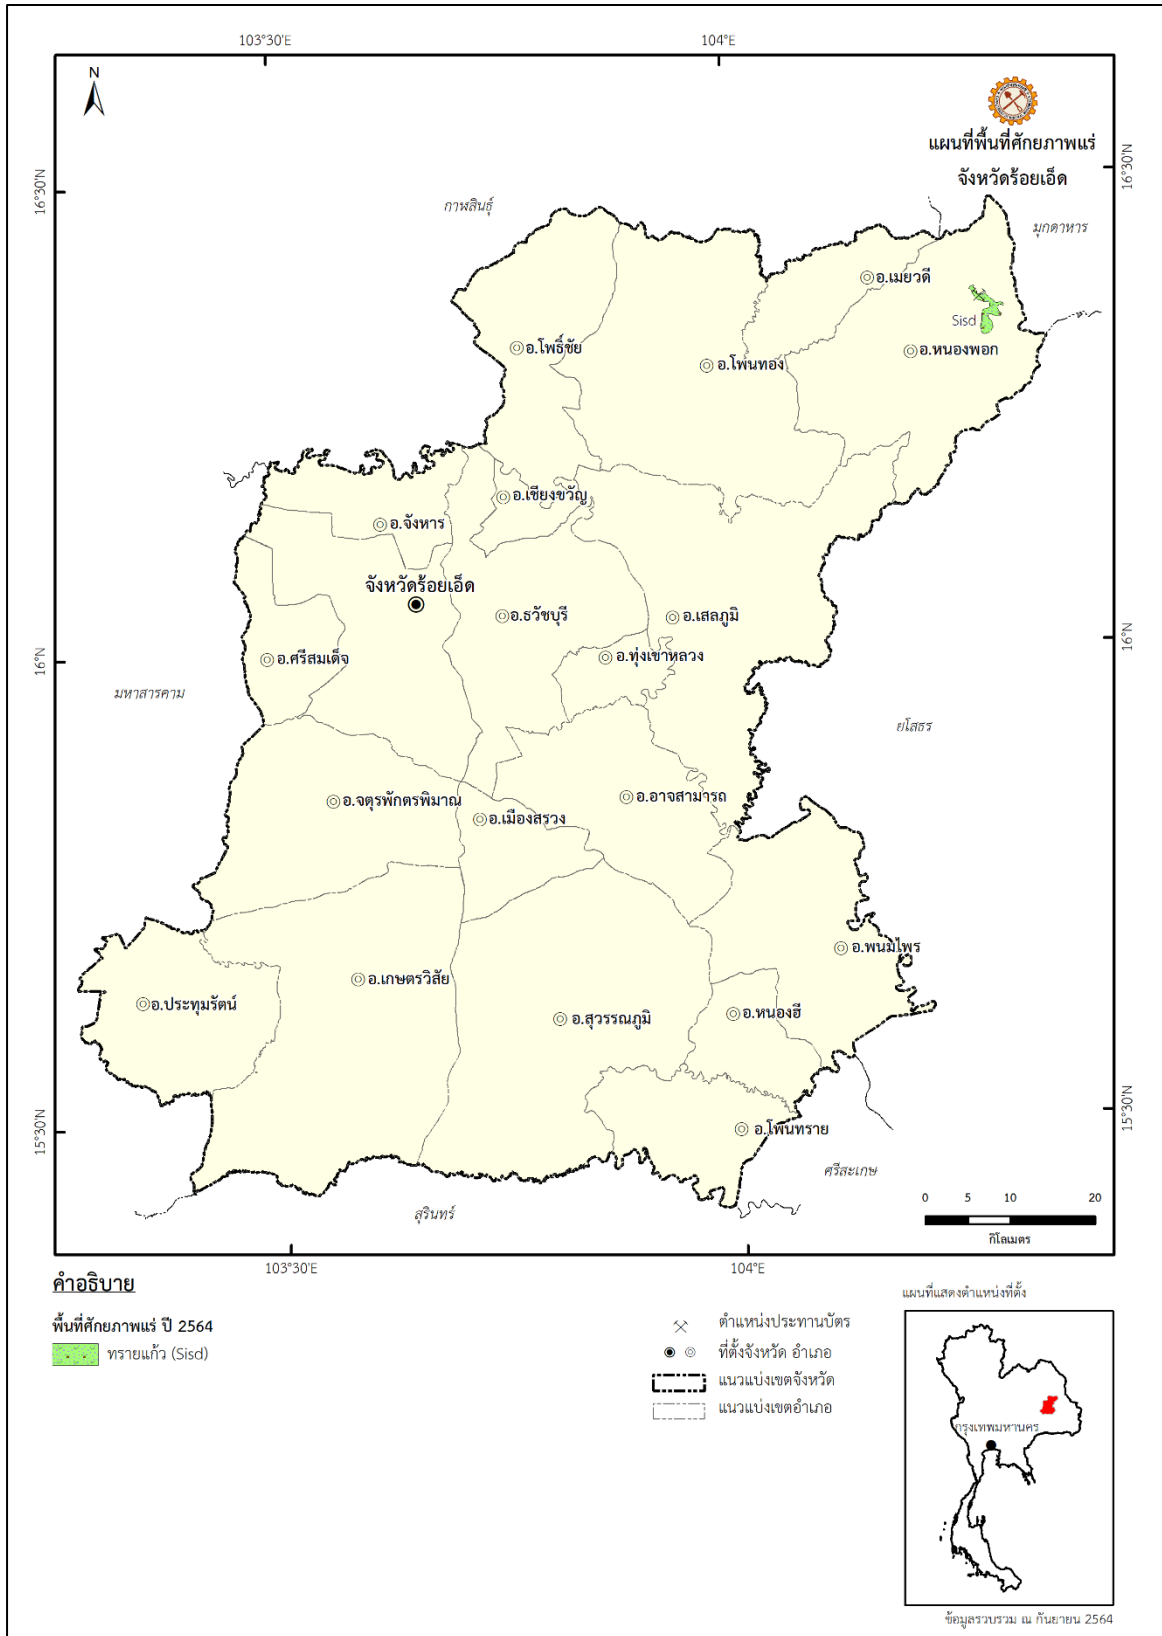 103°30'E
104°E
N
แผนที่พื้นที่ศักยภาพแร่
จังหวัดร้อยเอ็ด
16°30'N
16°30'N
กาฬสินธุ์
มุกดาหาร
อ.เมยวดี
Sisd
อ.โพธิ์ชัย
อ.โพนทอง
อ.หนองพอก
อ.เชียงขวัญ
อ.จังหาร
จังหวัดร้อยเอ็ด
อ.ธวัชบุรี
อ.เสลภูมิ
16°N
16°N
อ.ศรีสมเด็จ
อ.ทุ่งเขาหลวง
มหาสารคาม
ยโสธร
อ.จตุรพักตรพิมาณ
อ.อาจสามารถ
อ.เมืองสรวง
อ.พนมไพร
อ.เกษตรวิสัย
อ.ประทุมรัตน์
อ.สุวรรณภูมิ
อ.หนองฮี
15°30'N
15°30'N
อ.โพนทราย
ศรีสะเกษ
สุรินทร์
0 5 10 20
กิโลเมตร
103°30'E
104°E
คำอธิบาย
พื้นที่ศักยภาพแร่ ปี 2564
ทรายแก้ว (Sisd)
ตำแหน่งประทานบัตร
ที่ตั้งจังหวัด อำเภอ
แนวแบ่งเขตจังหวัด
แนวแบ่งเขตอำเภอ
แผนที่แสดงตำแหน่งที่ตั้ง
กรุงเทพมหานคร
ข้อมูลรวบรวม ณ กันยายน 2564